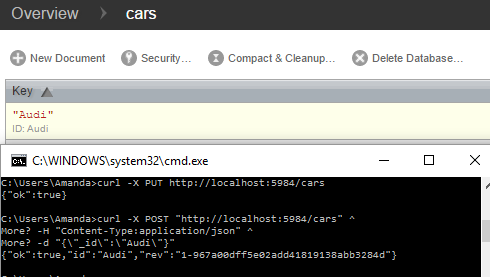 Overview > cars
New Document Security... Compact & Cleanup... Delete Database...
Key
"Audi"
ID: Audi
C:\WINDOWS\system32\cmd.exe
C:\Users\Amanda>curl -X PUT http://localhost:5984/cars
{"ok":true}
C:\Users\Amanda>curl -X POST "http://localhost:5984/cars" ^
More? -H "Content-Type:application/json" ^
More? -d "{\"_id\":\"Audi\"}"
{"ok":true,"id":"Audi","rev":"1-967a00dff5e02add41819138abb3284d"}